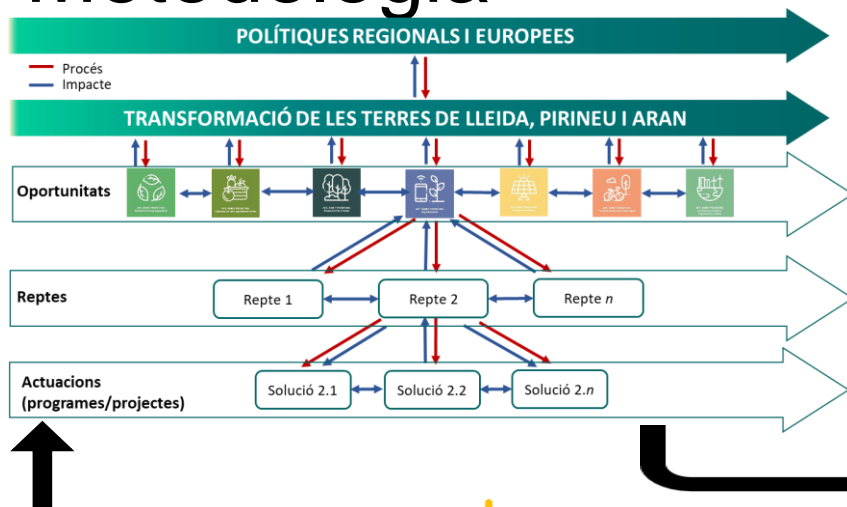 Metodologia
POLÍTIQUES REGIONALS I EUROPEES
Procés
Impacte
TRANSFORMACIÓ DE LES TERRES DE LLEIDA, PIRINEU I ARAN
Oportunitats
Reptes
Repte 1
Repte 2
Repte n
Actuacions
(programes/projectes)
Solució 2.1
Solució 2.2
Solució 2.n